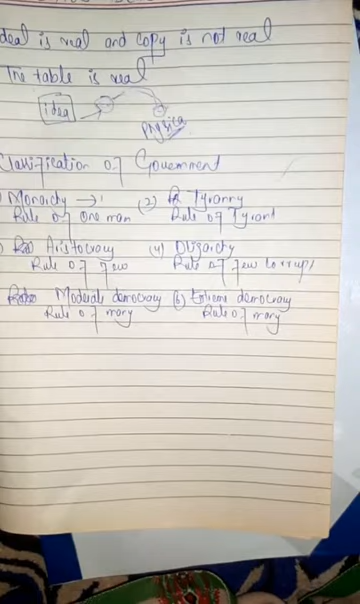 deal is real and copy is not real
The table is real
idea
Physica
Classification of Government
Monarchy → (2) Tyranny
Rule of One man Rule of Tyrant
Aristocracy (4) Oligarchy
Rule of few Rule of few corrupt
Moderate democracy (6) Extreme democracy
Rule of many Rule of many